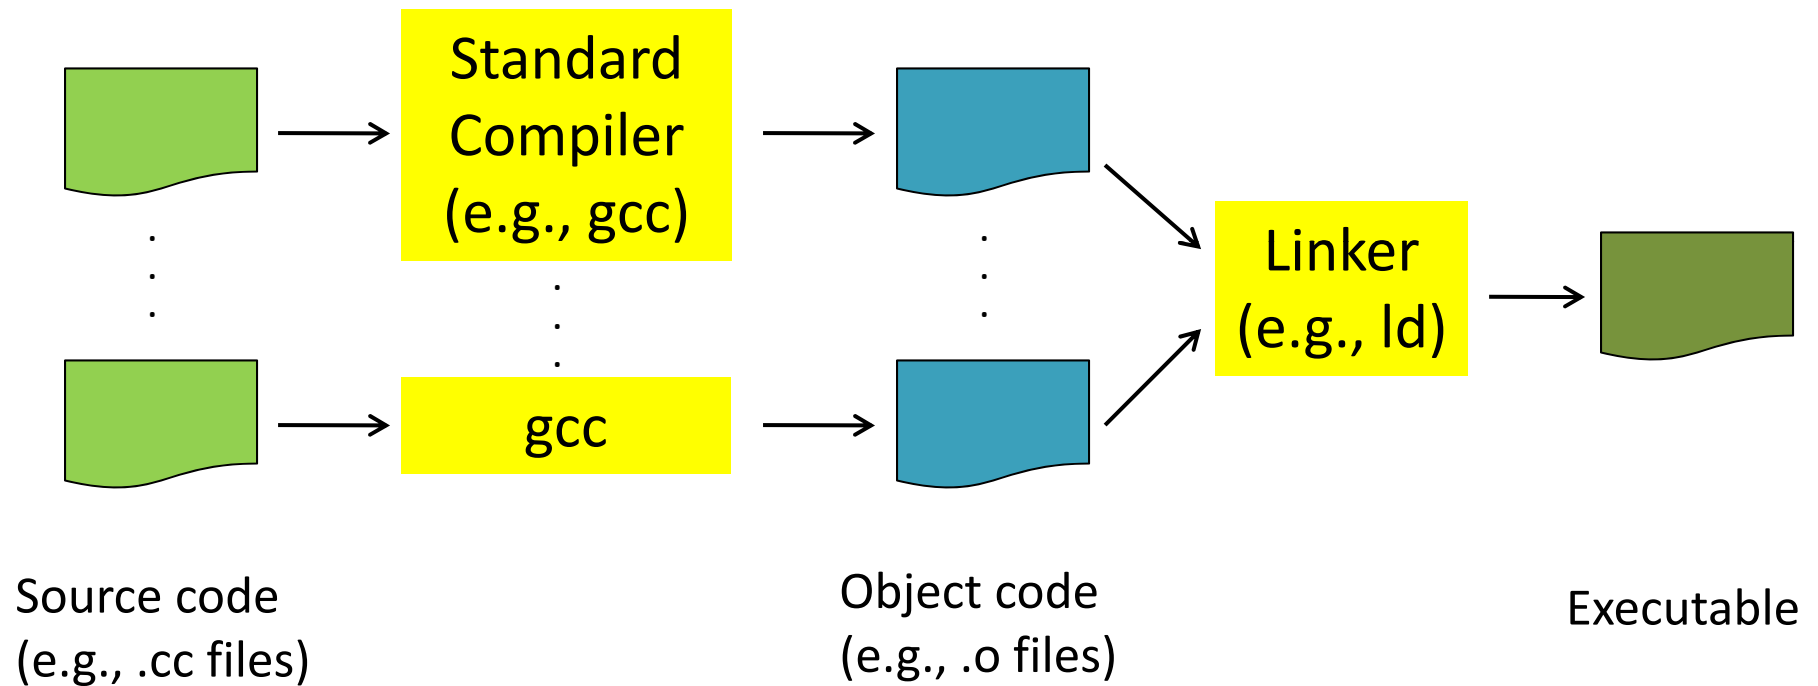 Standard
Compiler
(e.g., gcc)
Linker
(e.g., ld)
gcc
Source code
(e.g., .cc files)
Object code
(e.g., .o files)
Executable